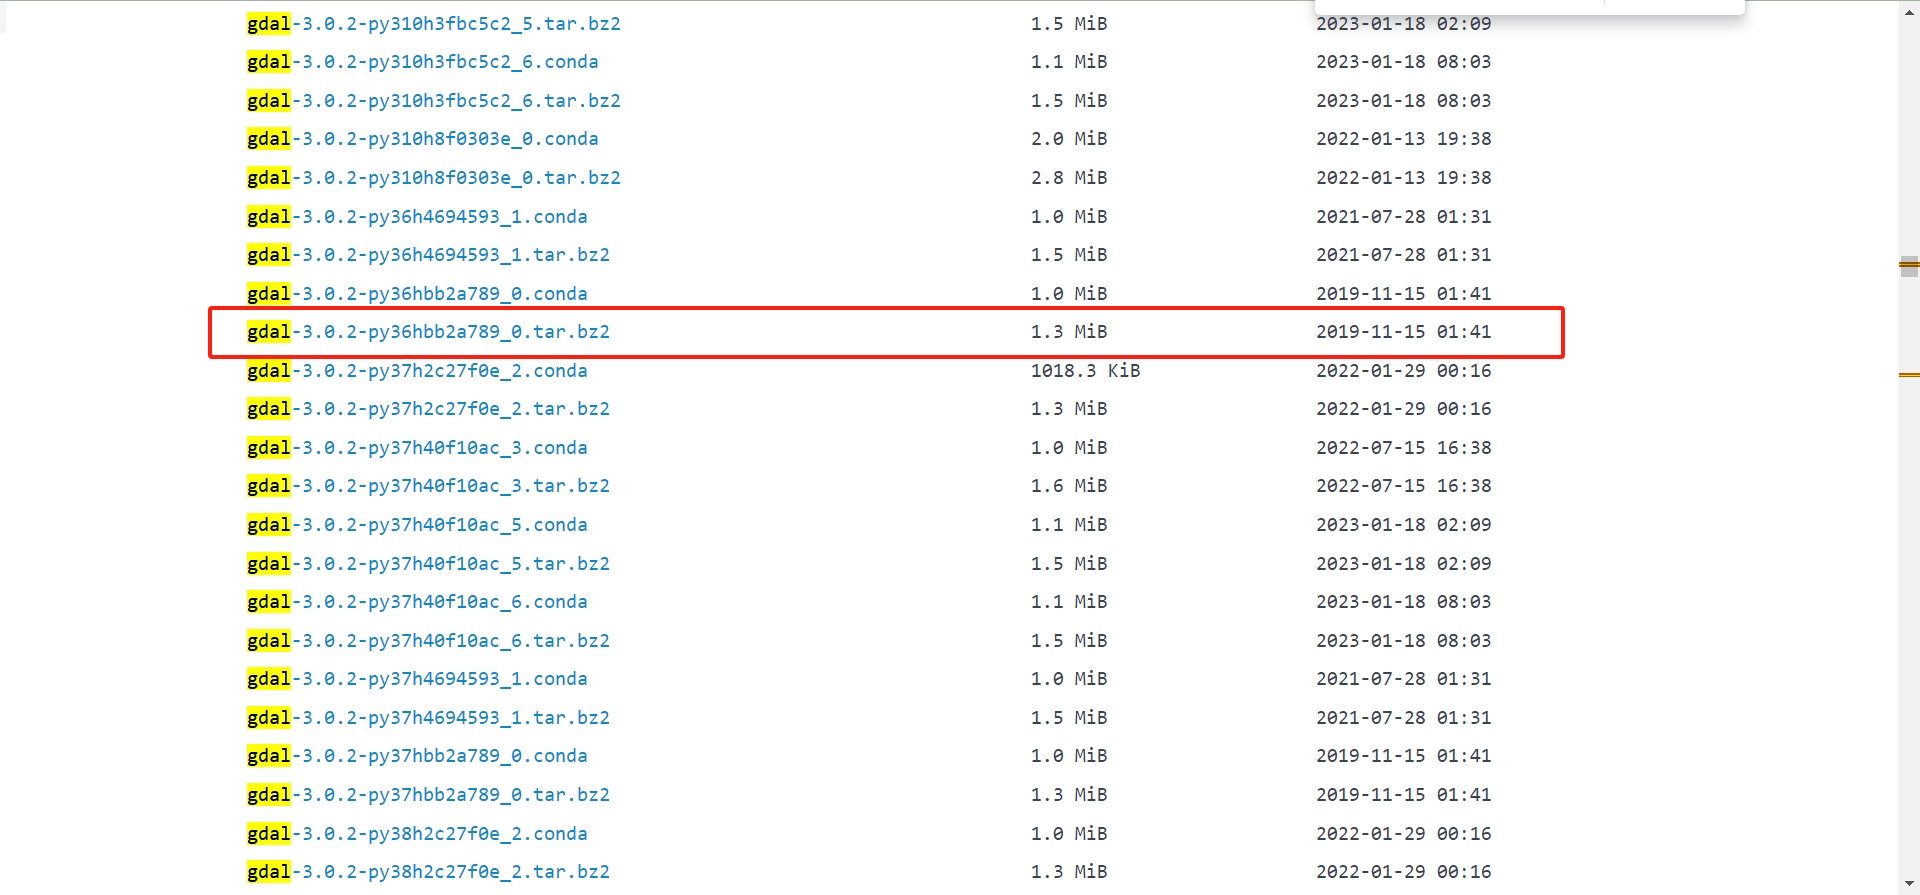 gdal-3.0.2-py310h3fbc5c2_5.tar.bz2 1.5 MiB 2023-01-18 02:09
gdal-3.0.2-py310h3fbc5c2_6.conda 1.1 MiB 2023-01-18 08:03
gdal-3.0.2-py310h3fbc5c2_6.tar.bz2 1.5 MiB 2023-01-18 08:03
gdal-3.0.2-py310h8f0303e_0.conda 2.0 MiB 2022-01-13 19:38
gdal-3.0.2-py310h8f0303e_0.tar.bz2 2.8 MiB 2022-01-13 19:38
gdal-3.0.2-py36h4694593_1.conda 1.0 MiB 2021-07-28 01:31
gdal-3.0.2-py36h4694593_1.tar.bz2 1.5 MiB 2021-07-28 01:31
gdal-3.0.2-py36hbb2a789_0.conda 1.0 MiB 2019-11-15 01:41
gdal-3.0.2-py36hbb2a789_0.tar.bz2 1.3 MiB 2019-11-15 01:41
gdal-3.0.2-py37h2c27f0e_2.conda 1018.3 KiB 2022-01-29 00:16
gdal-3.0.2-py37h2c27f0e_2.tar.bz2 1.3 MiB 2022-01-29 00:16
gdal-3.0.2-py37h40f10ac_3.conda 1.0 MiB 2022-07-15 16:38
gdal-3.0.2-py37h40f10ac_3.tar.bz2 1.6 MiB 2022-07-15 16:38
gdal-3.0.2-py37h40f10ac_5.conda 1.1 MiB 2023-01-18 02:09
gdal-3.0.2-py37h40f10ac_5.tar.bz2 1.5 MiB 2023-01-18 02:09
gdal-3.0.2-py37h40f10ac_6.conda 1.1 MiB 2023-01-18 08:03
gdal-3.0.2-py37h40f10ac_6.tar.bz2 1.5 MiB 2023-01-18 08:03
gdal-3.0.2-py37h4694593_1.conda 1.0 MiB 2021-07-28 01:31
gdal-3.0.2-py37h4694593_1.tar.bz2 1.5 MiB 2021-07-28 01:31
gdal-3.0.2-py37hbb2a789_0.conda 1.0 MiB 2019-11-15 01:41
gdal-3.0.2-py37hbb2a789_0.tar.bz2 1.3 MiB 2019-11-15 01:41
gdal-3.0.2-py38h2c27f0e_2.conda 1.0 MiB 2022-01-29 00:16
gdal-3.0.2-py38h2c27f0e_2.tar.bz2 1.3 MiB 2022-01-29 00:16